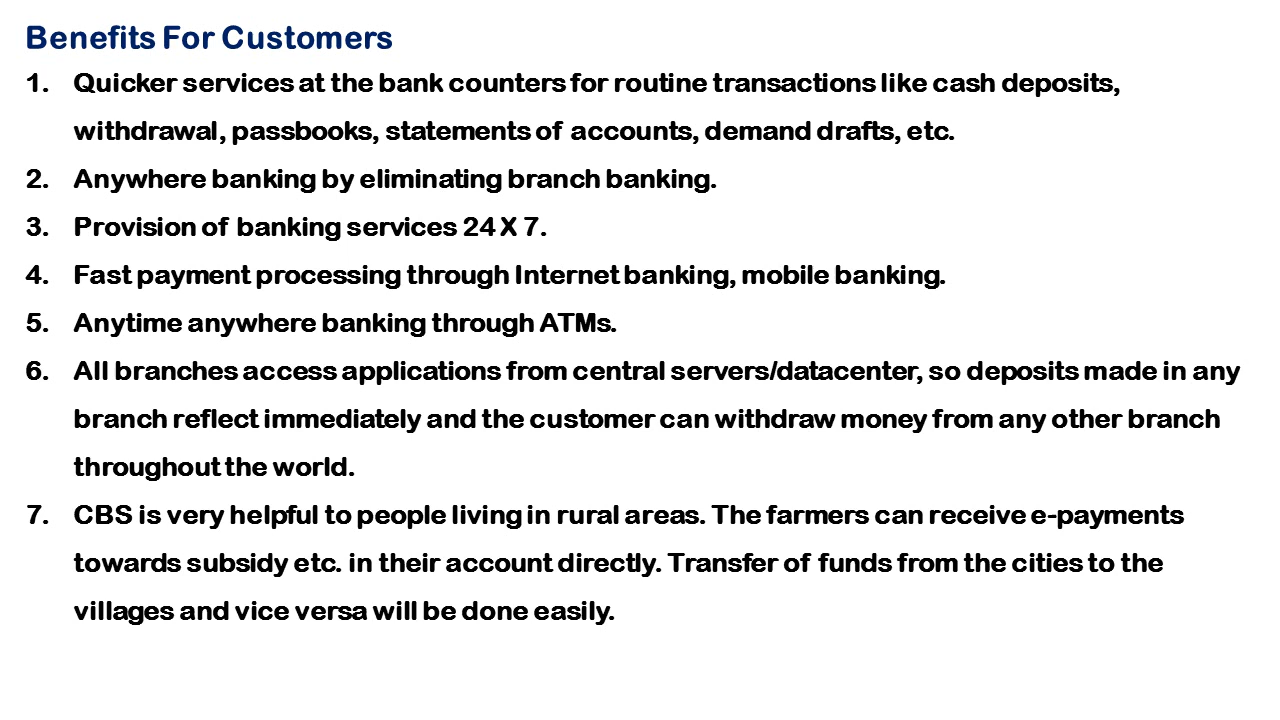 Benefits For Customers
1. Quicker services at the bank counters for routine transactions like cash deposits,
withdrawal, passbooks, statements of accounts, demand drafts, etc.
2. Anywhere banking by eliminating branch banking.
3. Provision of banking services 24 X 7.
4. Fast payment processing through Internet banking, mobile banking.
5. Anytime anywhere banking through ATMs.
6. All branches access applications from central servers/datacenter, so deposits made in any
branch reflect immediately and the customer can withdraw money from any other branch
throughout the world.
7. CBS is very helpful to people living in rural areas. The farmers can receive e-payments
towards subsidy etc. in their account directly. Transfer of funds from the cities to the
villages and vice versa will be done easily.